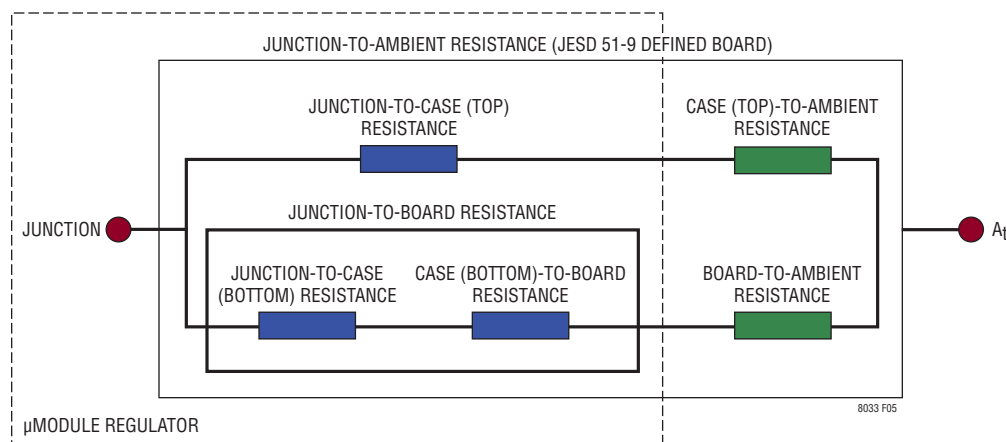 JUNCTION-TO-AMBIENT RESISTANCE (JESD 51-9 DEFINED BOARD)
JUNCTION-TO-CASE (TOP)
RESISTANCE
CASE (TOP)-TO-AMBIENT
RESISTANCE
JUNCTION-TO-BOARD RESISTANCE
JUNCTION
At
JUNCTION-TO-CASE
(BOTTOM) RESISTANCE
CASE (BOTTOM)-TO-BOARD
RESISTANCE
BOARD-TO-AMBIENT
RESISTANCE
8033 F05
µMODULE REGULATOR